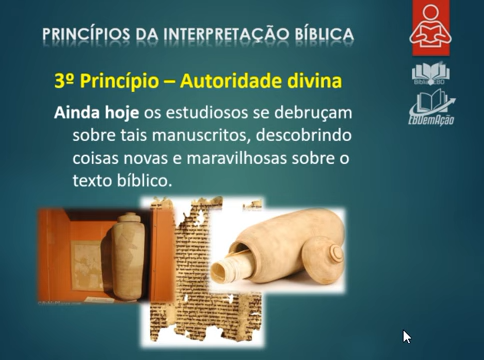 PRINCÍPIOS DA INTERPRETAÇÃO BÍBLICA
3º Princípio – Autoridade divina
Ainda hoje os estudiosos se debruçam
sobre tais manuscritos, descobrindo
coisas novas e maravilhosas sobre o
texto bíblico.
EBDemAção